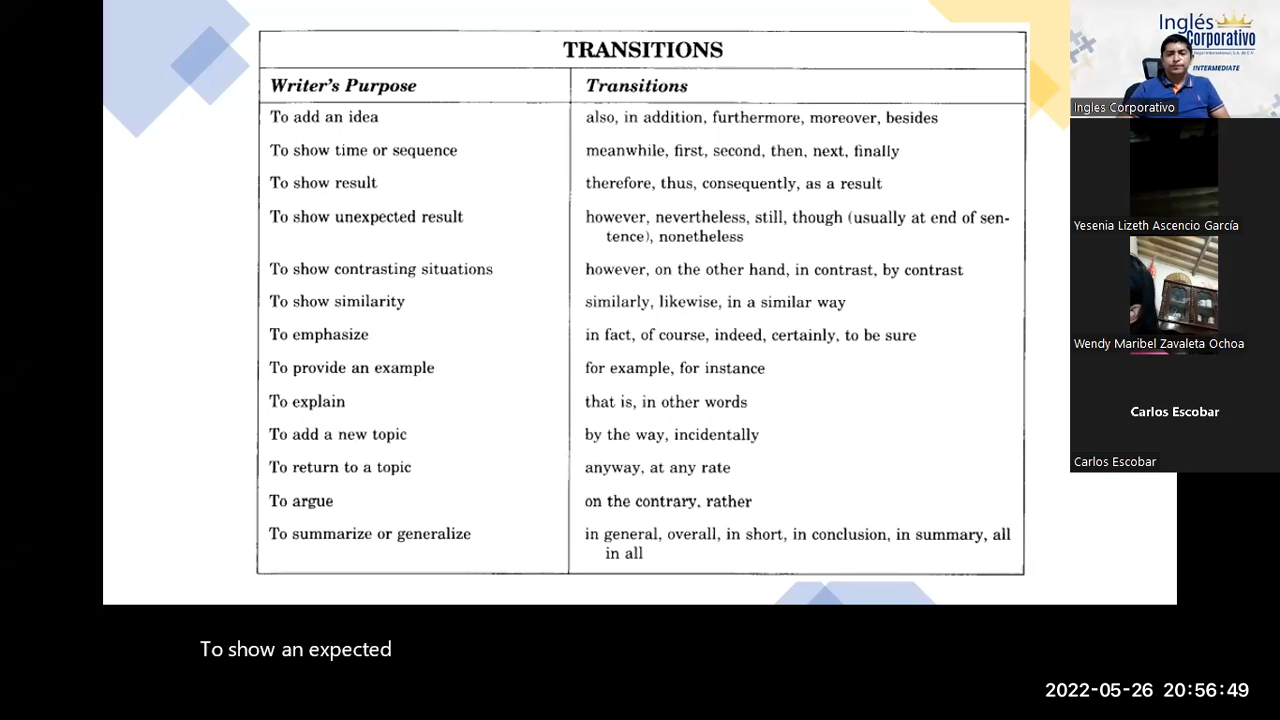 TRANSITIONS
Writer's Purpose
Transitions
To add an idea
also, in addition, furthermore, moreover, besides
To show time or sequence
meanwhile, first, second, then, next, finally
To show result
therefore, thus, consequently, as a result
To show unexpected result
however, nevertheless, still, though (usually at end of sen-
tence), nonetheless
To show contrasting situations
however, on the other hand, in contrast, by contrast
To show similarity
similarly, likewise, in a similar way
To emphasize
in fact, of course, indeed, certainly, to be sure
To provide an example
for example, for instance
To explain
that is, in other words
To add a new topic
by the way, incidentally
To return to a topic
anyway, at any rate
To argue
on the contrary, rather
To summarize or generalize
in general, overall, in short, in conclusion, in summary, all
in all
Inglés
Corporativo
INTERMEDIATE
Ingles Corporativo
Yesenia Lizeth Ascencio García
Wendy Maribel Zavaleta Ochoa
Carlos Escobar
Carlos Escobar
To show an expected
2022-05-26 20:56:49